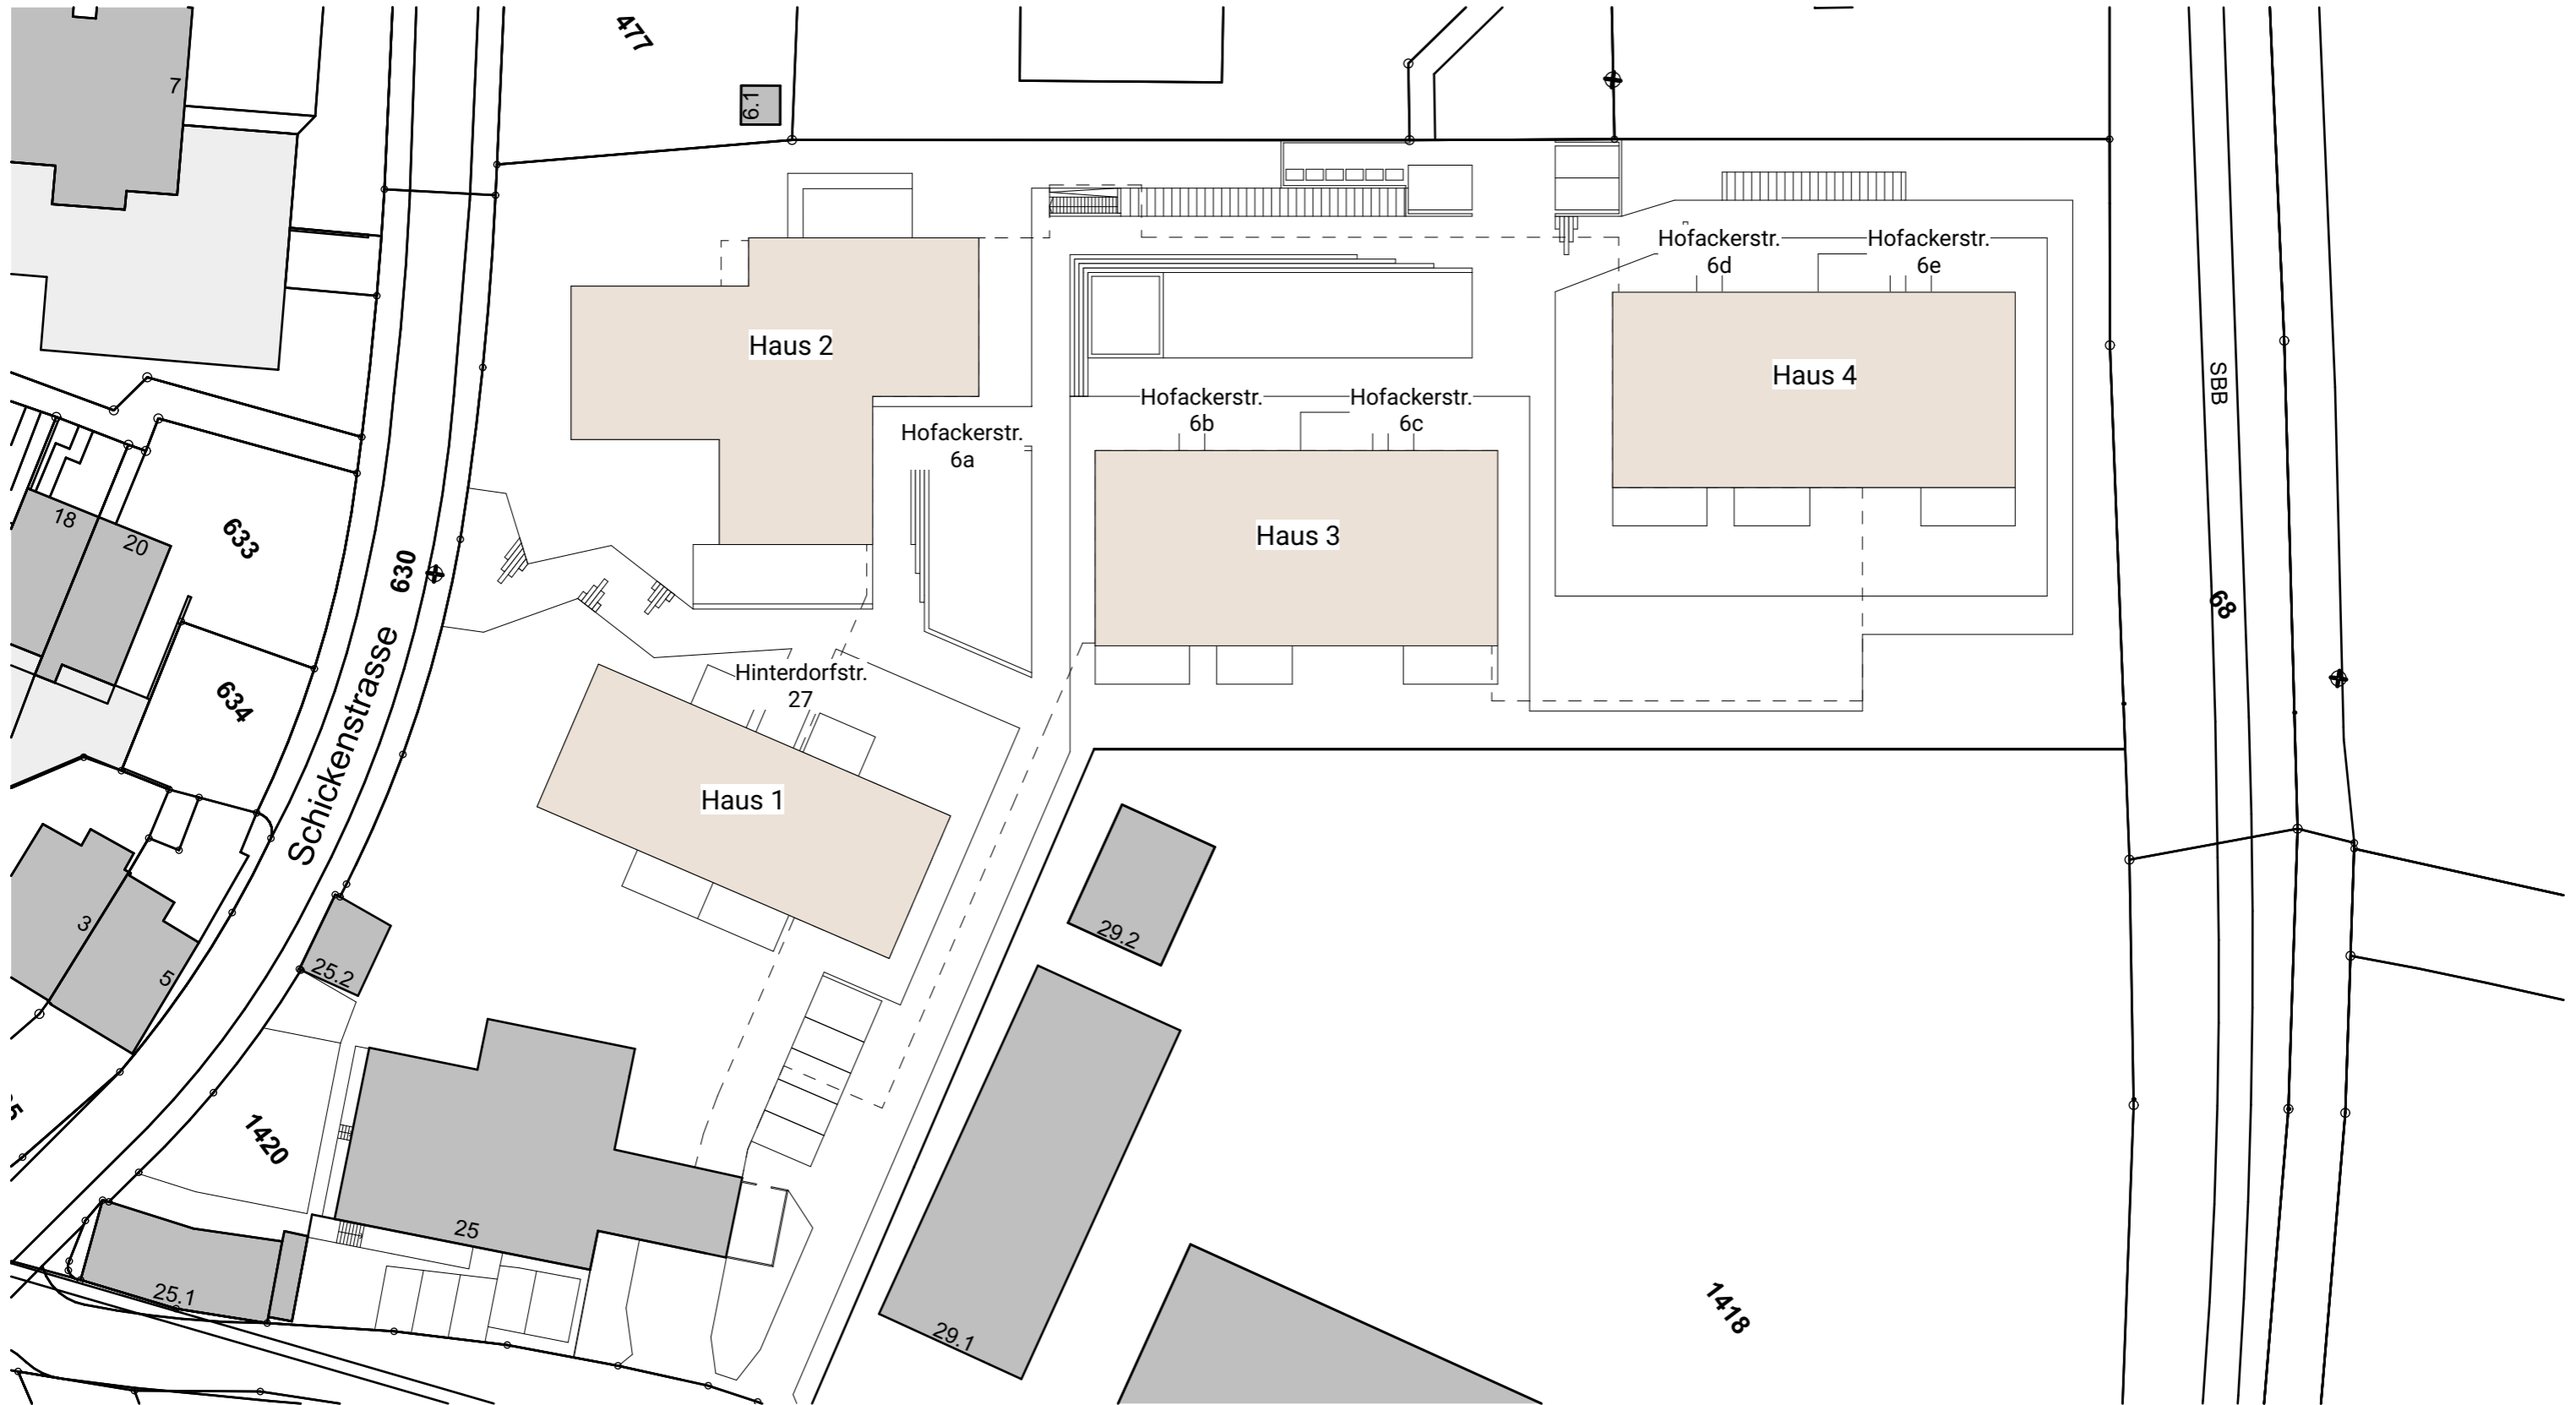 477
7
6.1
Hofackerstr.
6d
Hofackerstr.
6e
Haus 2
Haus 4
SBB
Hofackerstr.
6b
Hofackerstr.
6c
Hofackerstr.
6a
18
20
633
630
Haus 3
68
634
Schickenstrasse
Hinterdorfstr.
27
Haus 1
3
5
25.2
29.2
1420
25
25.1
29.1
1418